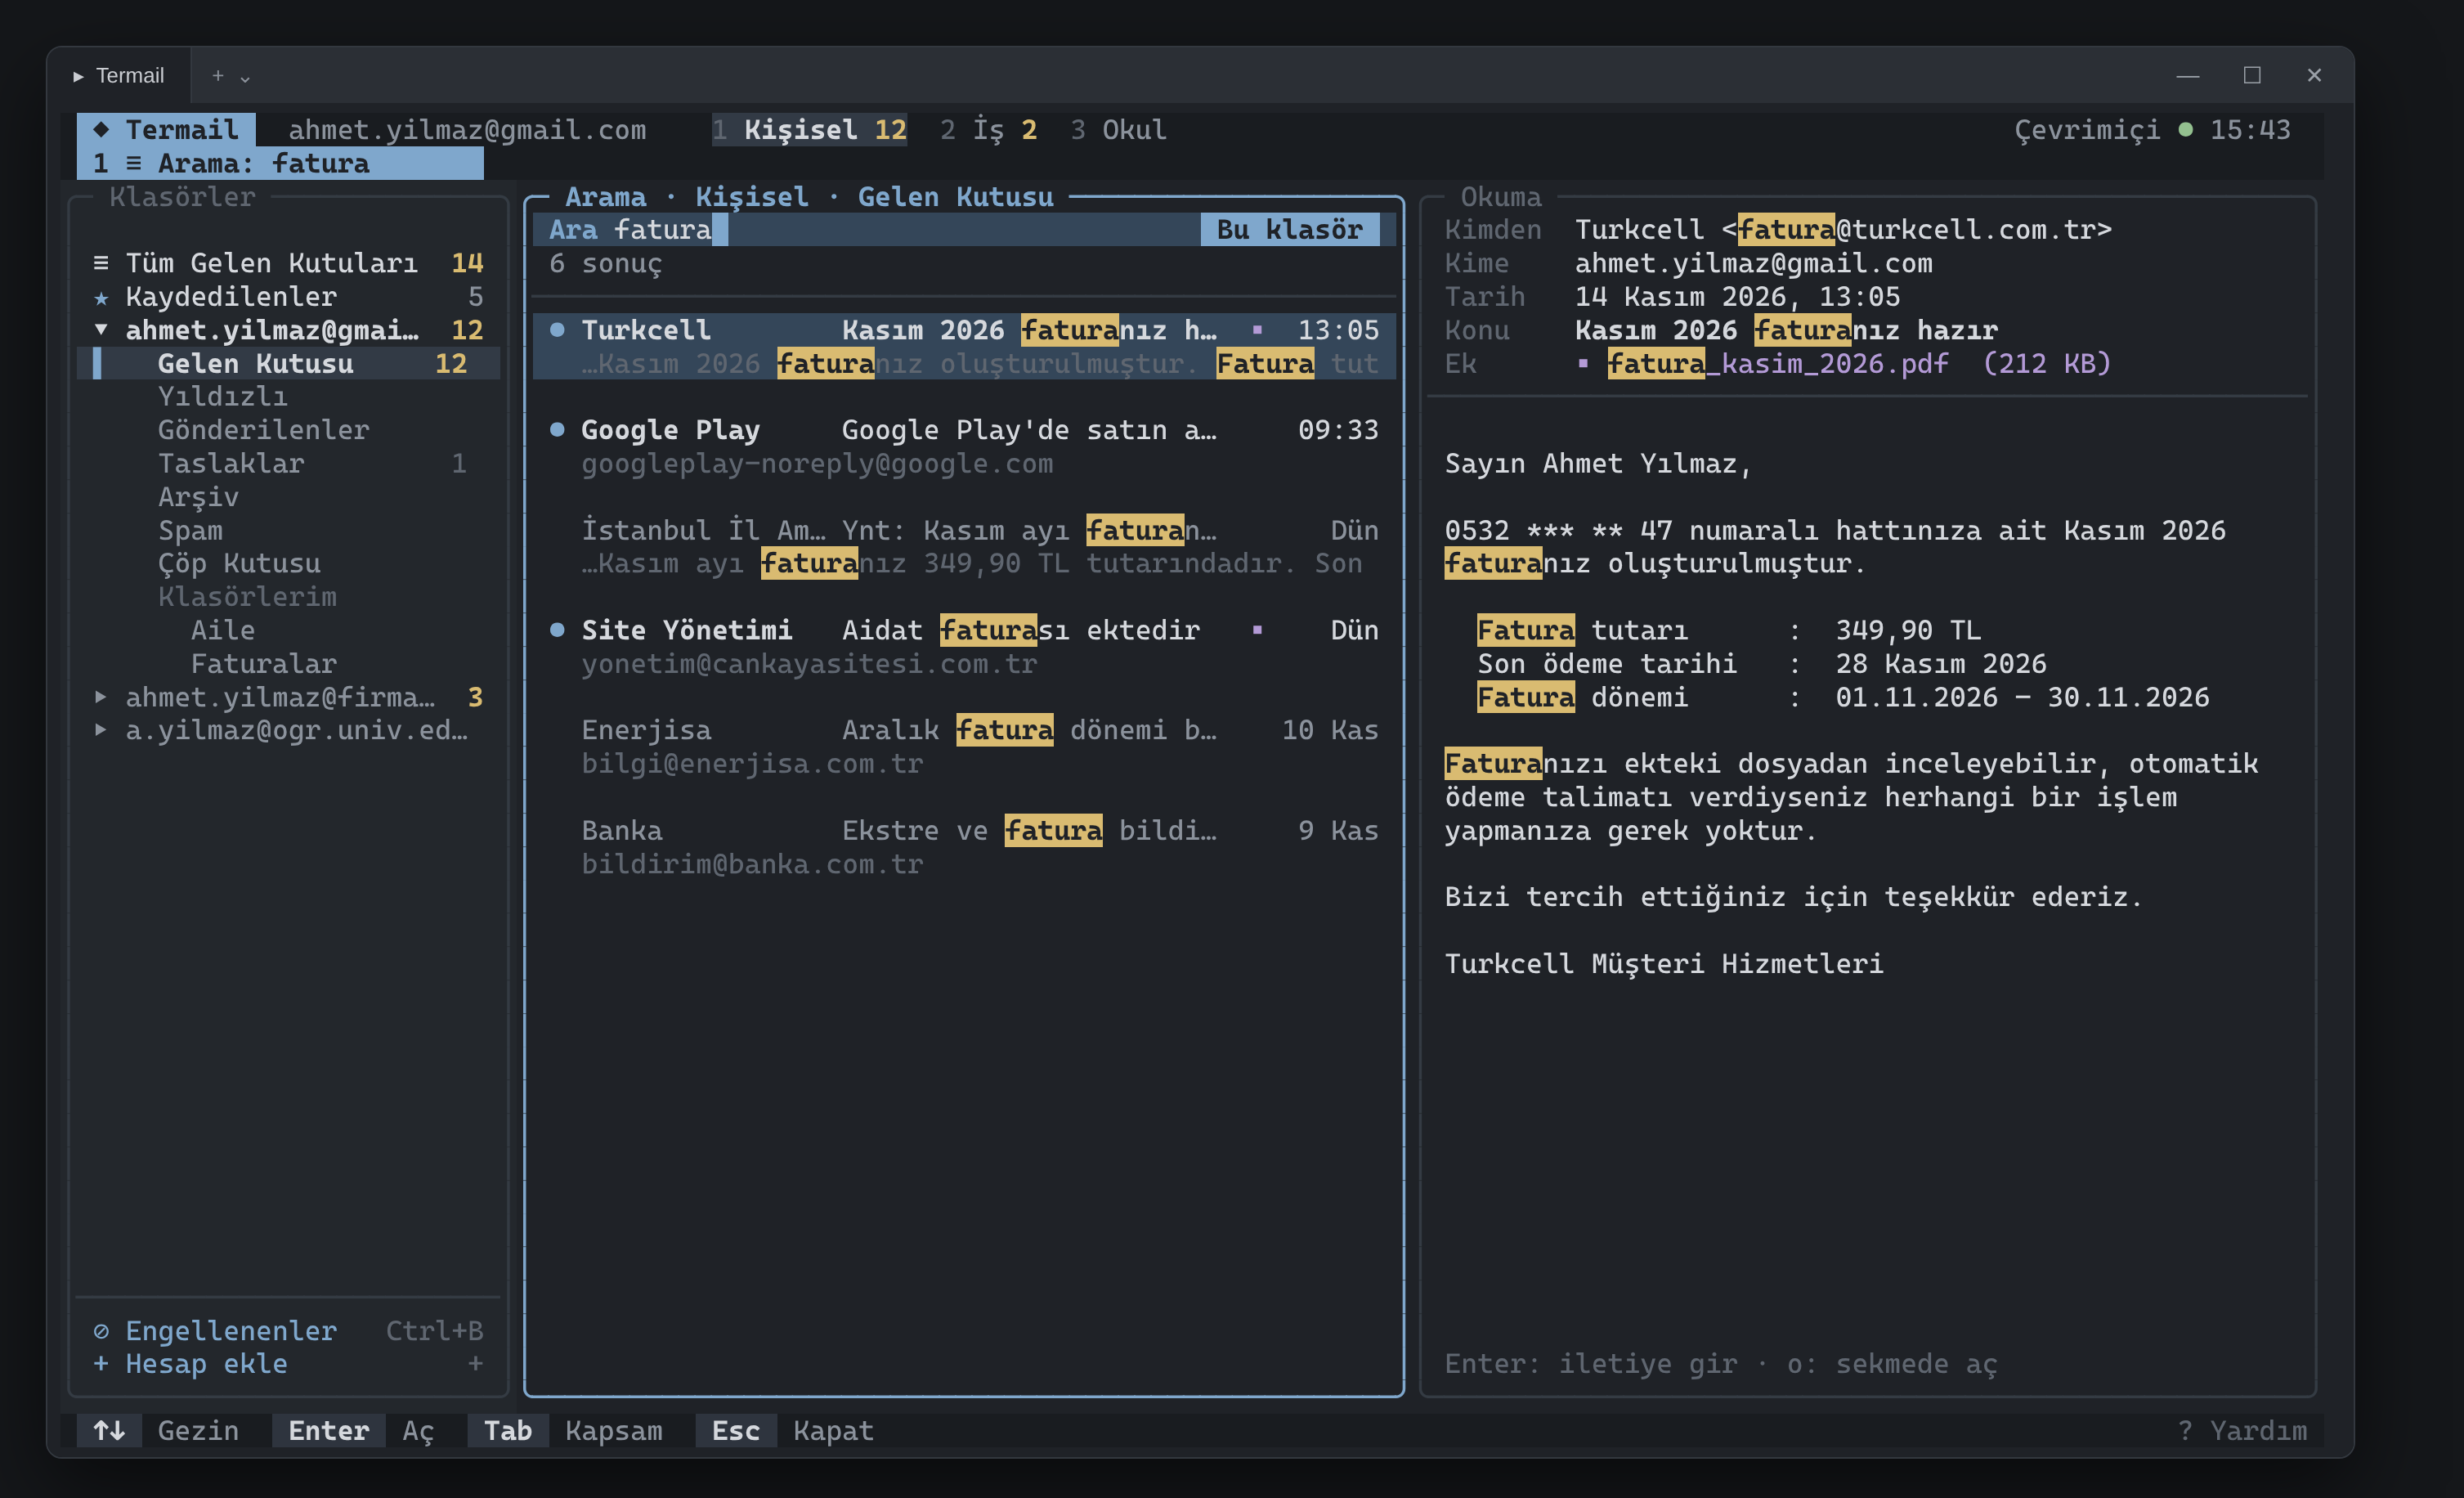 ▸ Termail + ⌄
◆ Termail ahmet.yilmaz@gmail.com 1 Kişisel 12 2 İş 2 3 Okul Çevrimiçi ● 15:43
1 ≡ Arama: fatura
Klasörler
≡ Tüm Gelen Kutuları 14
★ Kaydedilenler 5
▼ ahmet.yilmaz@gmai… 12
Gelen Kutusu 12
Yıldızlı
Gönderilenler
Taslaklar 1
Arşiv
Spam
Çöp Kutusu
Klasörlerim
Aile
Faturalar
▸ ahmet.yilmaz@firma… 3
▸ a.yilmaz@ogr.univ.ed…
⊘ Engellenenler Ctrl+B
+ Hesap ekle +
Arama · Kişisel · Gelen Kutusu
Ara fatura Bu klasör
6 sonuç
● Turkcell Kasım 2026 faturanız h… ▪ 13:05
…Kasım 2026 faturanız oluşturulmuştur. Fatura tut
● Google Play Google Play'de satın a… 09:33
googleplay-noreply@google.com
İstanbul İl Am… Ynt: Kasım ayı faturan… Dün
…Kasım ayı faturanız 349,90 TL tutarındadır. Son
● Site Yönetimi Aidat faturası ektedir ▪ Dün
yonetim@cankayasitesi.com.tr
Enerjisa Aralık fatura dönemi b… 10 Kas
bilgi@enerjisa.com.tr
Banka Ekstre ve fatura bildi… 9 Kas
bildirim@banka.com.tr
Okuma
Kimden Turkcell <fatura@turkcell.com.tr>
Kime ahmet.yilmaz@gmail.com
Tarih 14 Kasım 2026, 13:05
Konu Kasım 2026 faturanız hazır
Ek ▪ fatura_kasim_2026.pdf (212 KB)
Sayın Ahmet Yılmaz,
0532 *** ** 47 numaralı hattınıza ait Kasım 2026
faturanız oluşturulmuştur.
Fatura tutarı : 349,90 TL
Son ödeme tarihi : 28 Kasım 2026
Fatura dönemi : 01.11.2026 - 30.11.2026
Faturanızı ekteki dosyadan inceleyebilir, otomatik
ödeme talimatı verdiyseniz herhangi bir işlem
yapmanıza gerek yoktur.
Bizi tercih ettiğiniz için teşekkür ederiz.
Turkcell Müşteri Hizmetleri
Enter: iletiye gir · o: sekmede aç
↑↓ Gezin Enter Aç Tab Kapsam Esc Kapat ? Yardım